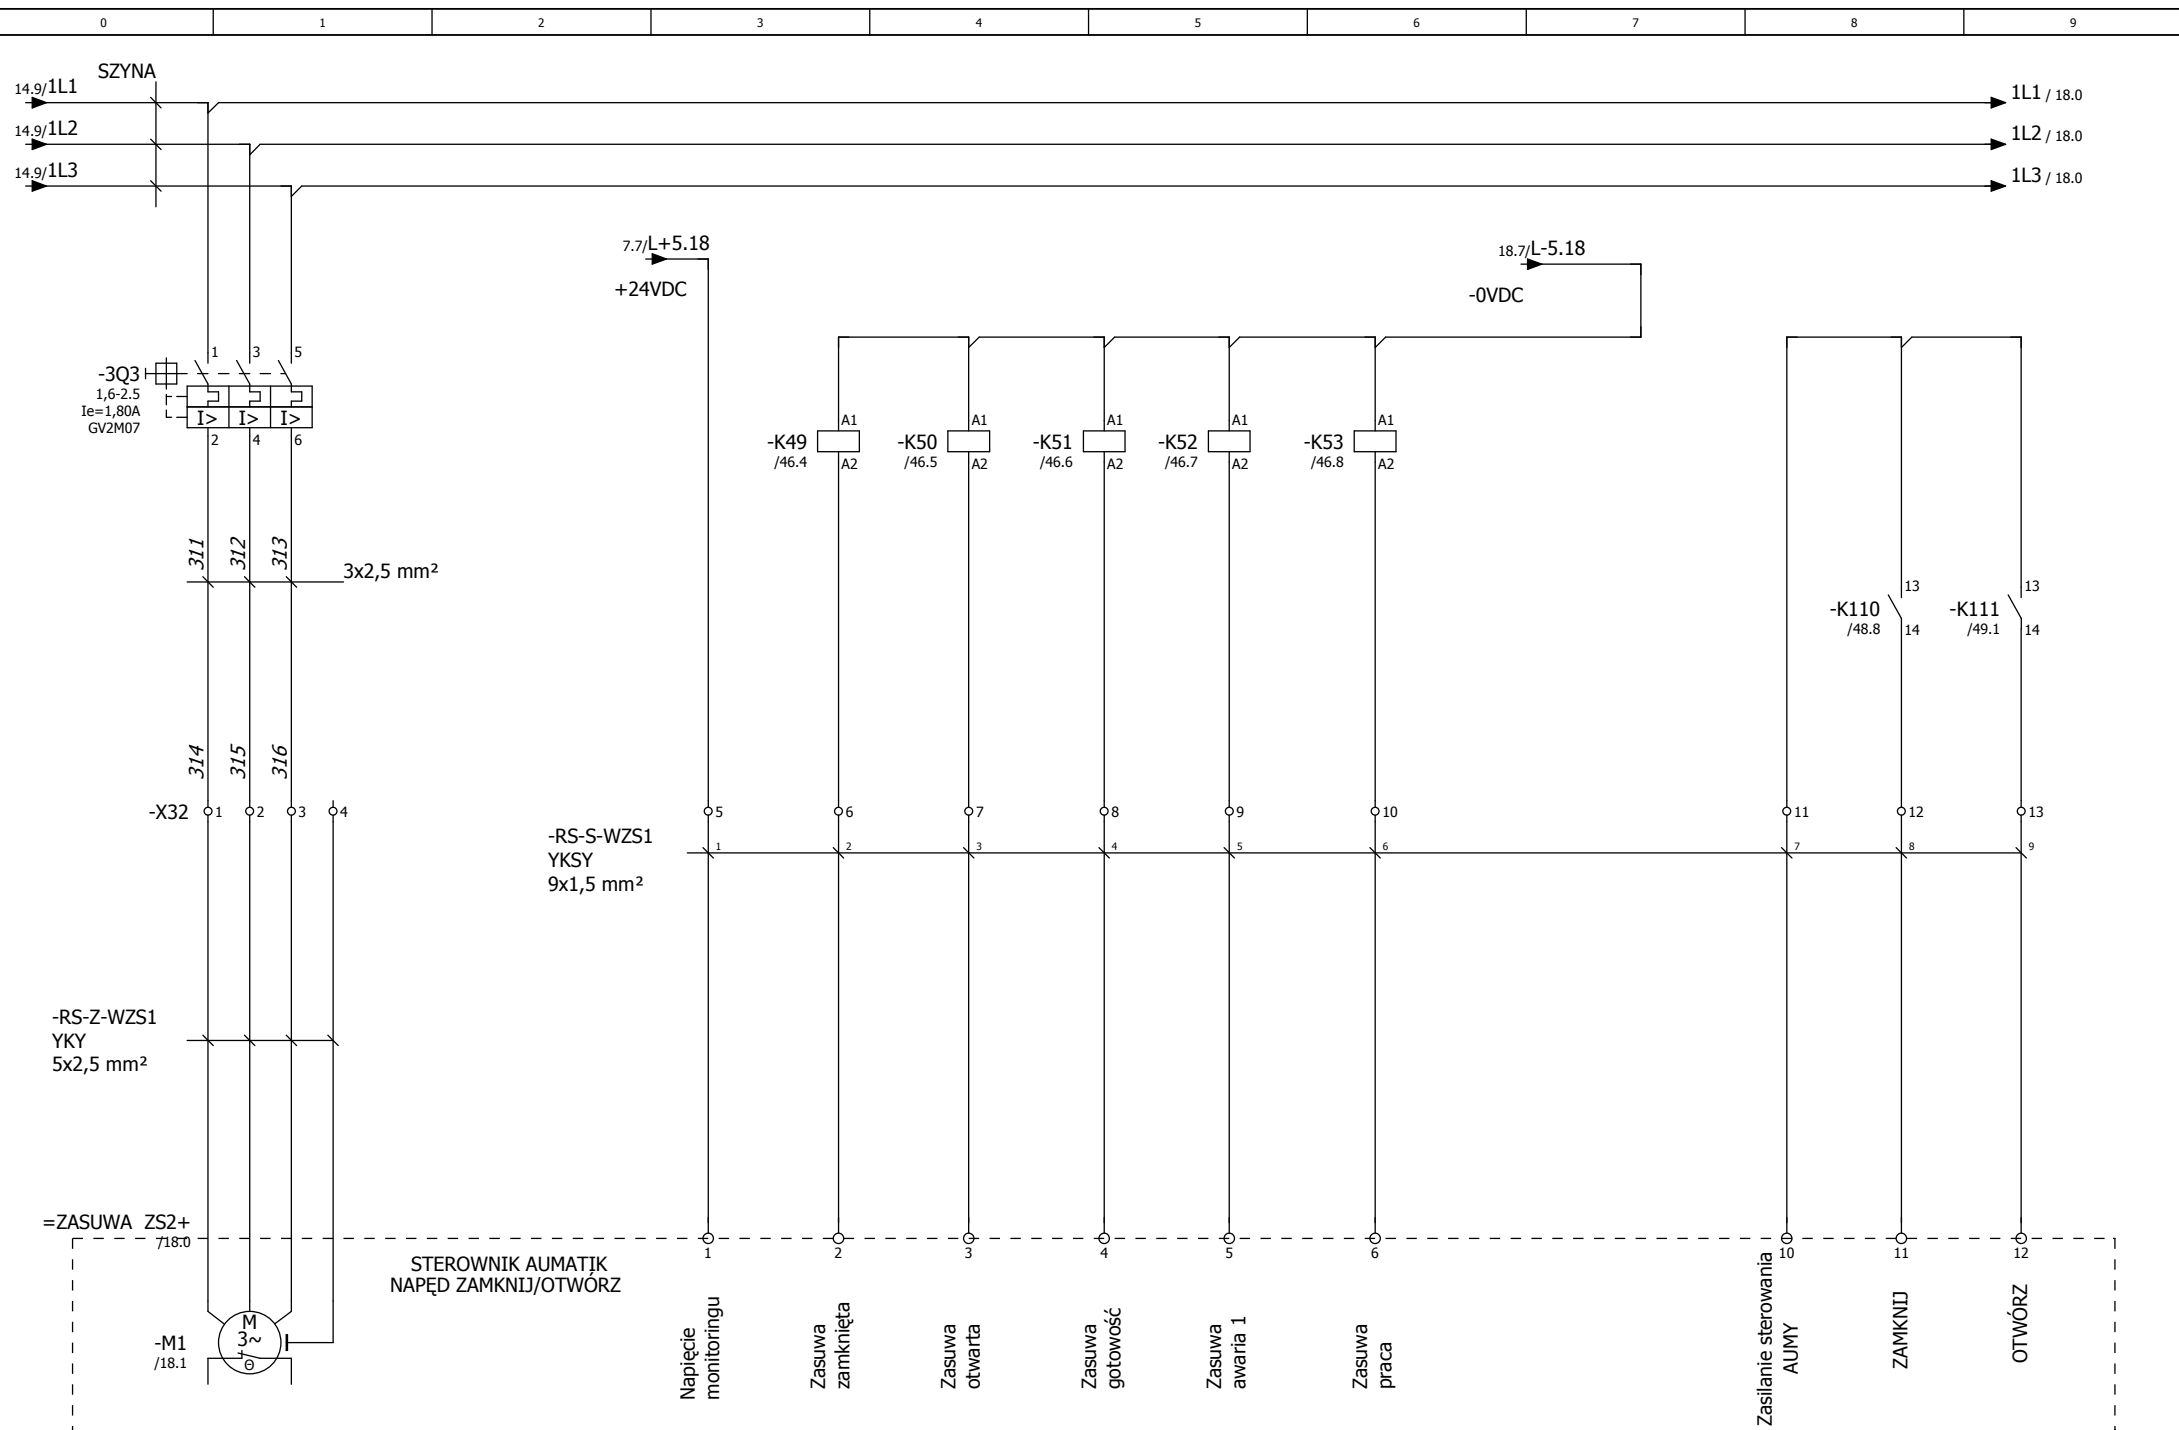 0 1 2 3 4 5 6 7 8 9
SZYNA
14.9/1L1
1L1 / 18.0
14.9/1L2
1L2 / 18.0
14.9/1L3
1L3 / 18.0
7.7/L+5.18
+24VDC
18.7/L-5.18
-0VDC
1 3 5
-3Q3
1,6-2.5
Ie=1,80A
GV2M07
I> I> I>
2 4 6
A1 A1 A1 A1 A1
-K49 -K50 -K51 -K52 -K53
/46.4 /46.5 /46.6 /46.7 /46.8
A2 A2 A2 A2 A2
311 312 313
3x2,5 mm²
13 13
-K110 -K111
/48.8 /49.1
14 14
314 315 316
-X32 1 2 3 4 5 6 7 8 9 10 11 12 13
-RS-S-WZS1
YKSY
9x1,5 mm²
1 2 3 4 5 6 7 8 9
-RS-Z-WZS1
YKY
5x2,5 mm²
=ZASUWA ZS2+
/18.0
STEROWNIK AUMATIK
NAPĘD ZAMKNIJ/OTWÓRZ
1 2 3 4 5 6 10 11 12
M
3~
Θ
-M1
/18.1
Napięcie
monitoringu
Zasuwa
zamknięta
Zasuwa
otwarta
Zasuwa
gotowość
Zasuwa
awaria 1
Zasuwa
praca
Zasilanie sterowania
AUMY
ZAMKNIJ
OTWÓRZ